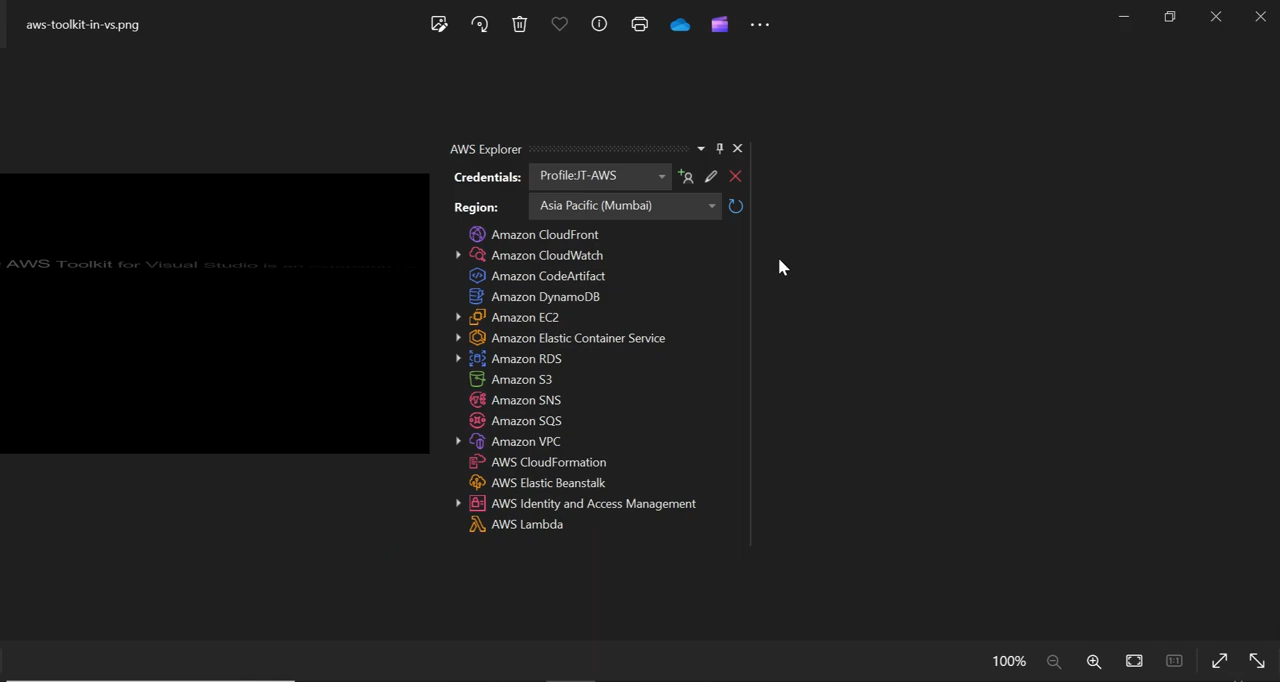 aws-toolkit-in-vs.png
AWS Explorer
Credentials: Profile:JT-AWS
Region: Asia Pacific (Mumbai)
Amazon CloudFront
Amazon CloudWatch
Amazon CodeArtifact
Amazon DynamoDB
AWS Toolkit for Visual Studio is an
Amazon EC2
Amazon Elastic Container Service
Amazon RDS
Amazon S3
Amazon SNS
Amazon SQS
Amazon VPC
AWS CloudFormation
AWS Elastic Beanstalk
AWS Identity and Access Management
AWS Lambda
100%
1:1